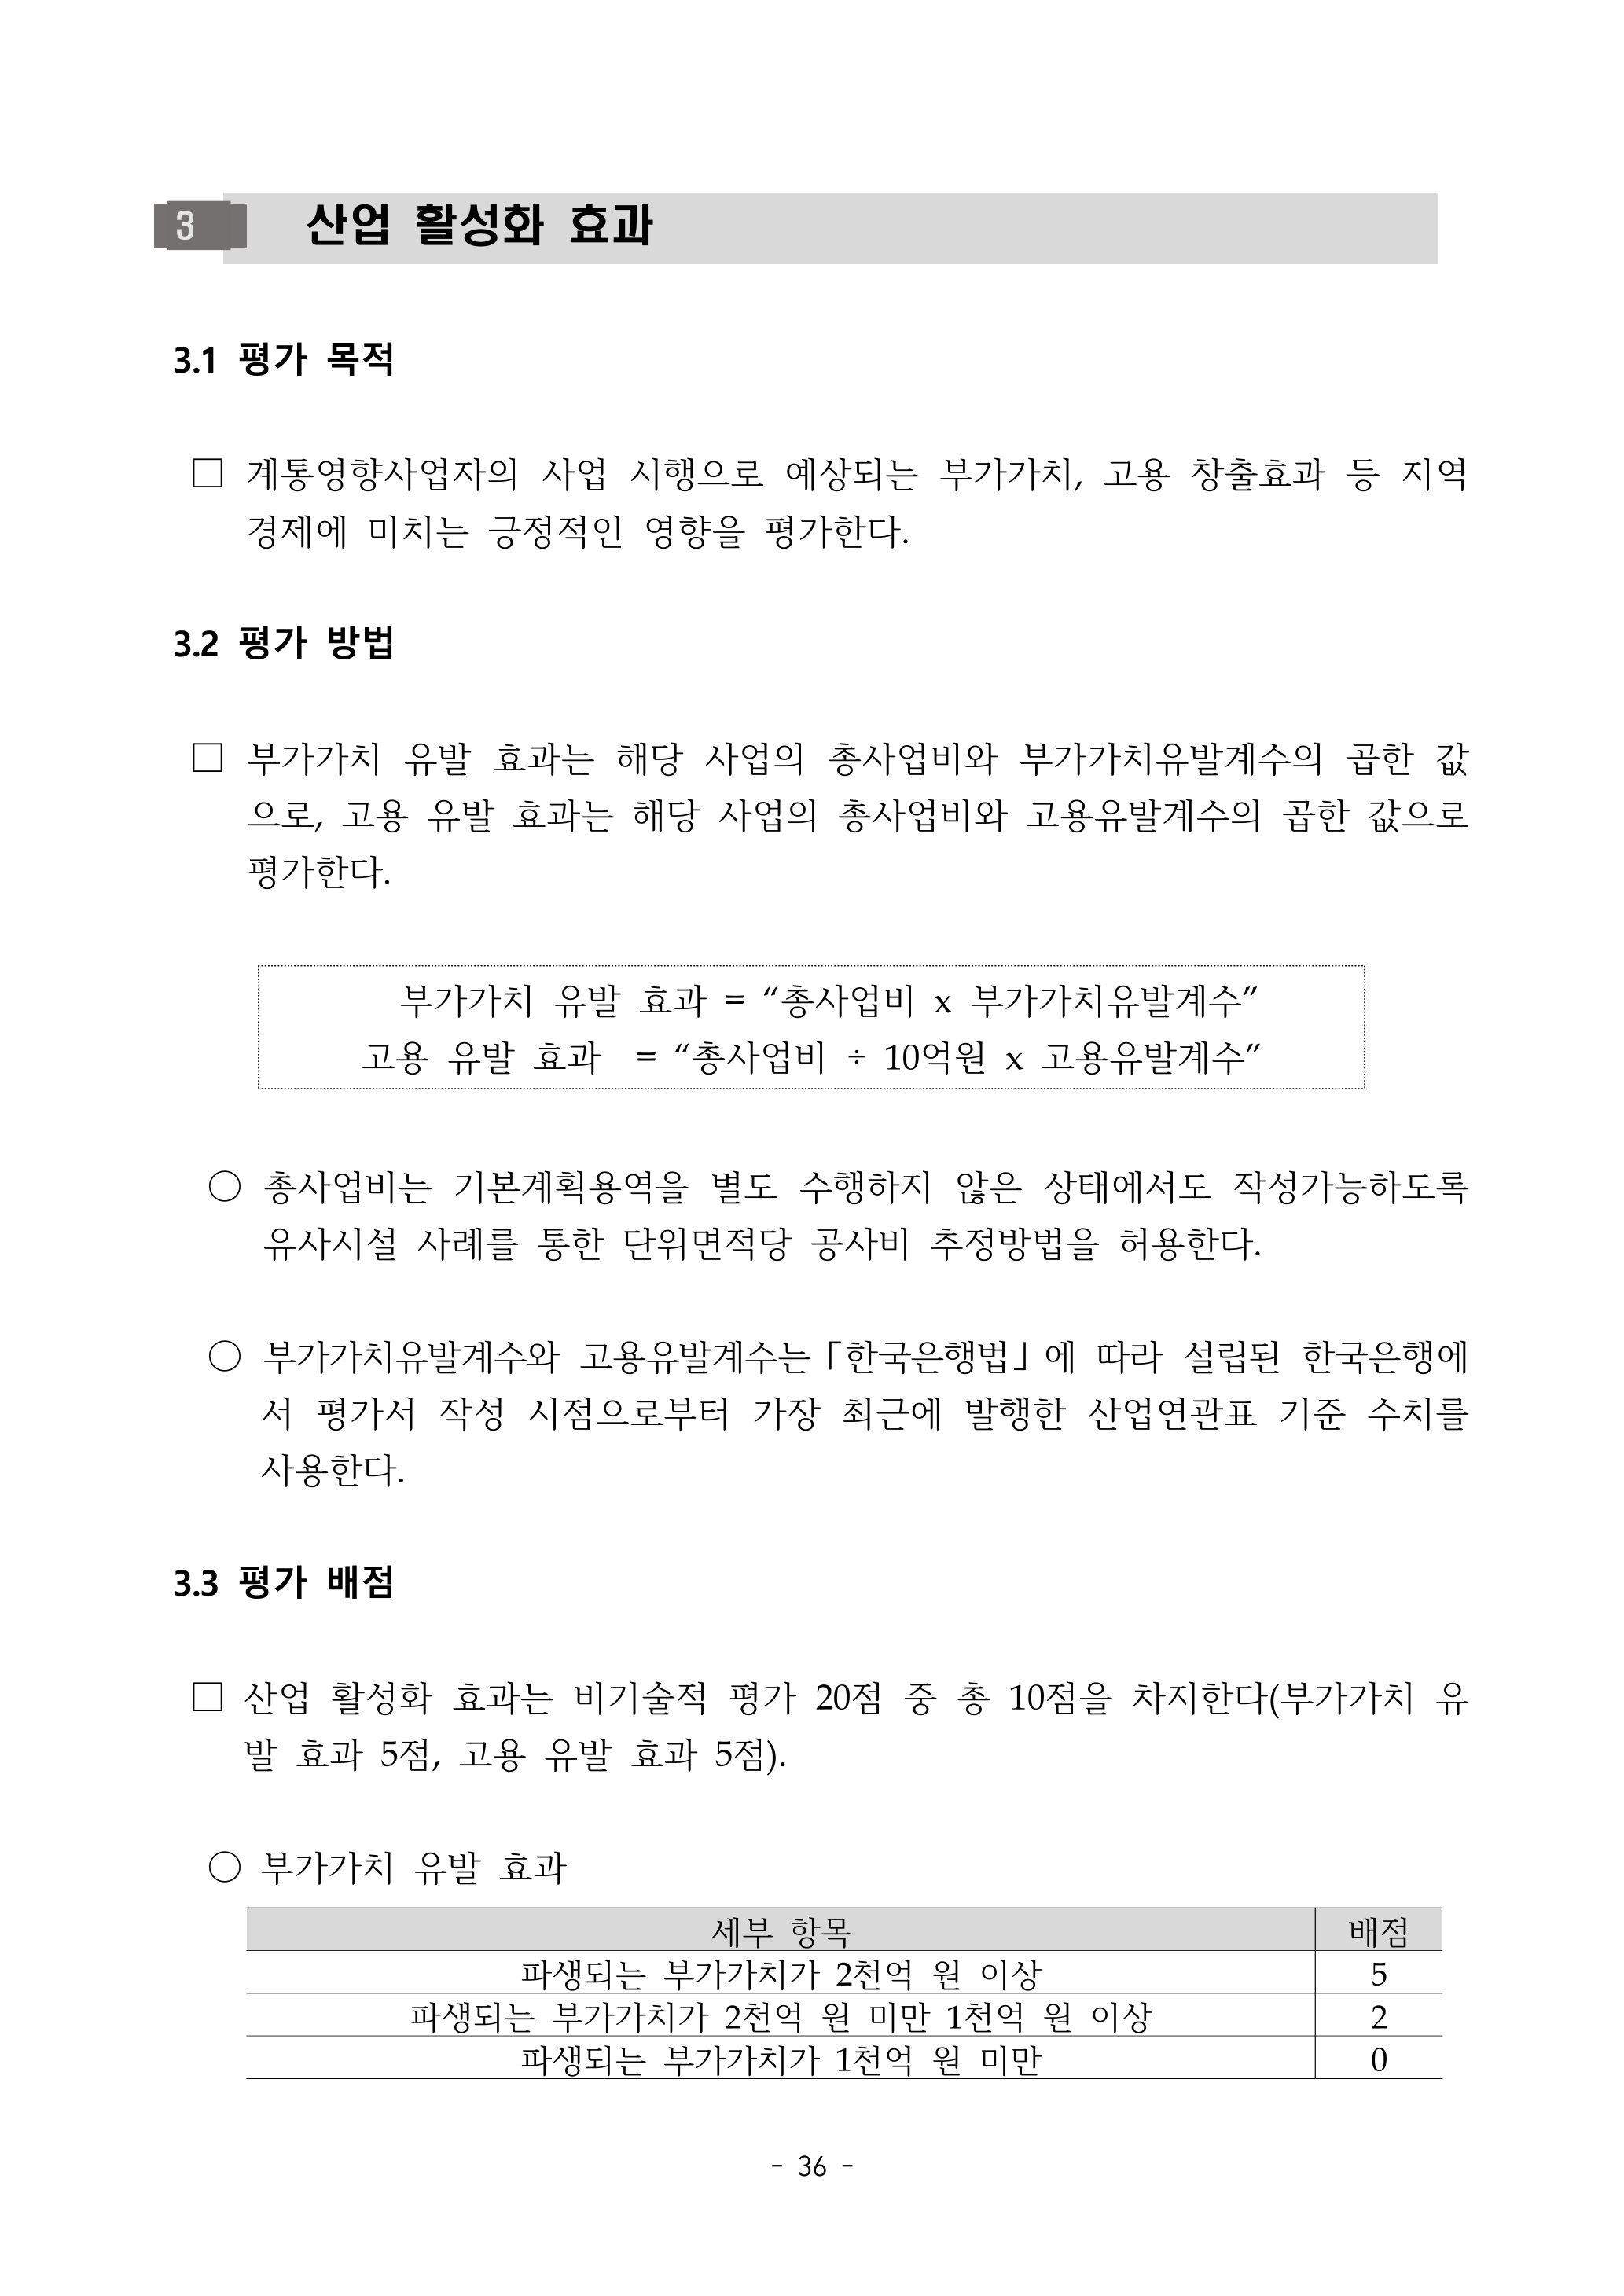 3 산업 활성화 효과
3.1 평가 목적
□ 계통영향사업자의 사업 시행으로 예상되는 부가가치, 고용 창출효과 등 지역
경제에 미치는 긍정적인 영향을 평가한다.
3.2 평가 방법
□ 부가가치 유발 효과는 해당 사업의 총사업비와 부가가치유발계수의 곱한 값
으로, 고용 유발 효과는 해당 사업의 총사업비와 고용유발계수의 곱한 값으로
평가한다.
부가가치 유발 효과 = “총사업비 x 부가가치유발계수”
고용 유발 효과 = “총사업비 ÷ 10억원 x 고용유발계수”
○ 총사업비는 기본계획용역을 별도 수행하지 않은 상태에서도 작성가능하도록
유사시설 사례를 통한 단위면적당 공사비 추정방법을 허용한다.
○ 부가가치유발계수와 고용유발계수는「한국은행법」에 따라 설립된 한국은행에
서 평가서 작성 시점으로부터 가장 최근에 발행한 산업연관표 기준 수치를
사용한다.
3.3 평가 배점
□ 산업 활성화 효과는 비기술적 평가 20점 중 총 10점을 차지한다(부가가치 유
발 효과 5점, 고용 유발 효과 5점).
○ 부가가치 유발 효과
세부 항목 배점
파생되는 부가가치가 2천억 원 이상 5
파생되는 부가가치가 2천억 원 미만 1천억 원 이상 2
파생되는 부가가치가 1천억 원 미만 0
- 36 -